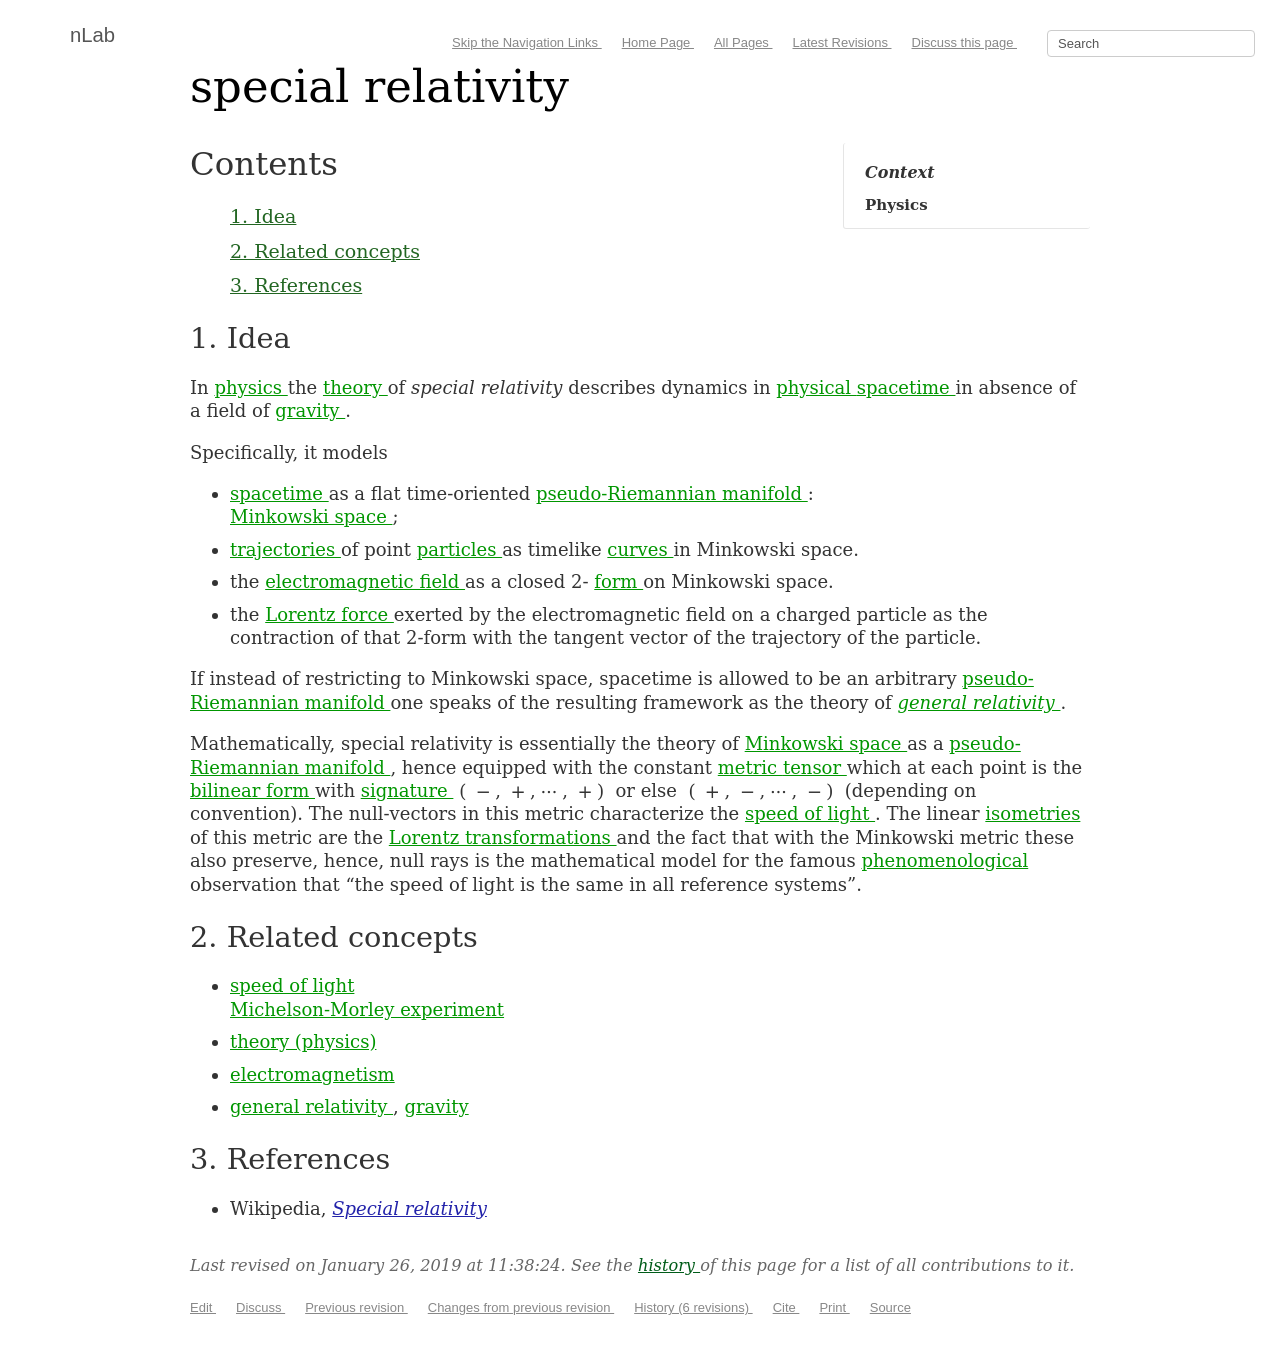 nLab
Skip the Navigation Links Home Page All Pages Latest Revisions Discuss this page Search
special relativity
Contents
Context
Physics
1. Idea
2. Related concepts
3. References
1. Idea
In physics the theory of special relativity describes dynamics in physical spacetime in absence of
a field of gravity .
Specifically, it models
• spacetime as a flat time-oriented pseudo-Riemannian manifold :
Minkowski space ;
• trajectories of point particles as timelike curves in Minkowski space.
• the electromagnetic field as a closed 2- form on Minkowski space.
• the Lorentz force exerted by the electromagnetic field on a charged particle as the
contraction of that 2-form with the tangent vector of the trajectory of the particle.
If instead of restricting to Minkowski space, spacetime is allowed to be an arbitrary pseudo-
Riemannian manifold one speaks of the resulting framework as the theory of general relativity .
Mathematically, special relativity is essentially the theory of Minkowski space as a pseudo-
Riemannian manifold , hence equipped with the constant metric tensor which at each point is the
bilinear form with signature ( − , + , ⋯ , + ) or else ( + , − , ⋯ , − ) (depending on
convention). The null-vectors in this metric characterize the speed of light . The linear isometries
of this metric are the Lorentz transformations and the fact that with the Minkowski metric these
also preserve, hence, null rays is the mathematical model for the famous phenomenological
observation that “the speed of light is the same in all reference systems”.
2. Related concepts
• speed of light
Michelson-Morley experiment
• theory (physics)
• electromagnetism
• general relativity , gravity
3. References
• Wikipedia, Special relativity
Last revised on January 26, 2019 at 11:38:24. See the history of this page for a list of all contributions to it.
Edit Discuss Previous revision Changes from previous revision History (6 revisions) Cite Print Source